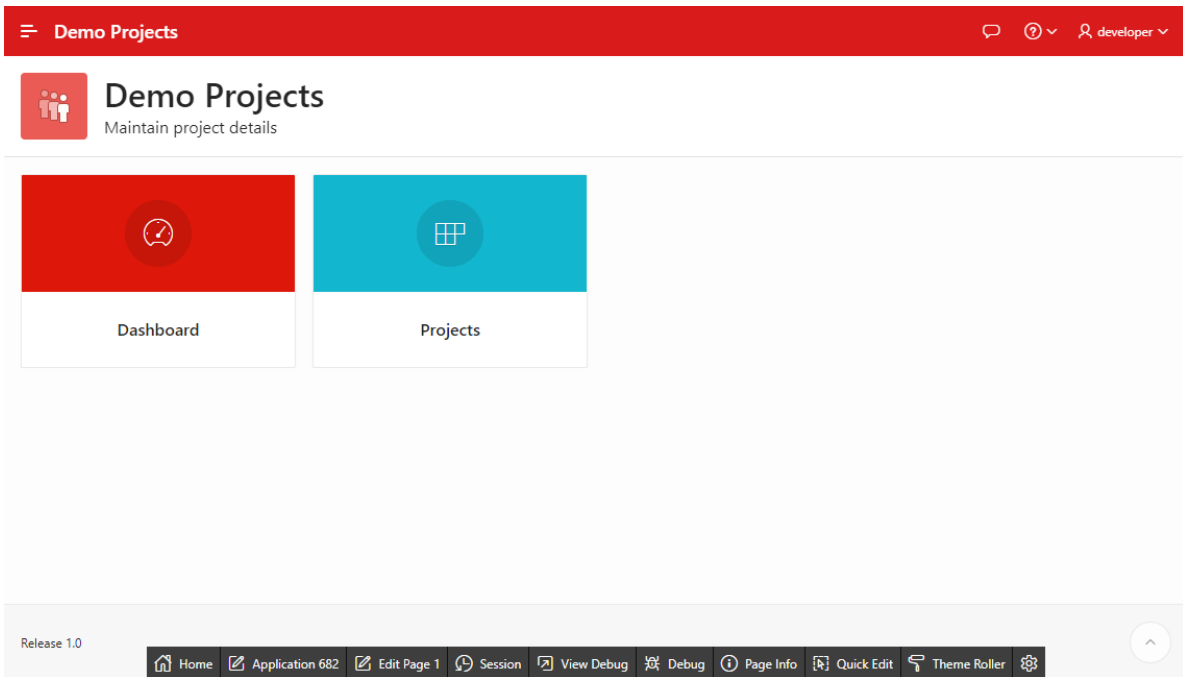 Demo Projects
developer
Demo Projects
Maintain project details
Dashboard
Projects
Release 1.0
Home Application 682 Edit Page 1 Session View Debug Debug Page Info Quick Edit Theme Roller